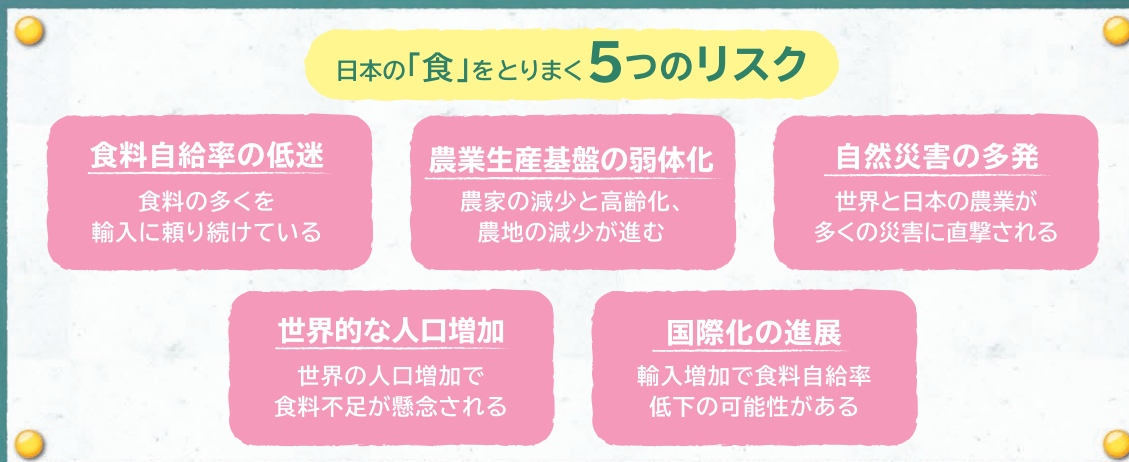 日本の「食」をとりまく5つのリスク
食料自給率の低迷
食料の多くを
輸入に頼り続けている
農業生産基盤の弱体化
農家の減少と高齢化、
農地の減少が進む
自然災害の多発
世界と日本の農業が
多くの災害に直撃される
世界的な人口増加
世界の人口増加で
食料不足が懸念される
国際化の進展
輸入増加で食料自給率
低下の可能性がある